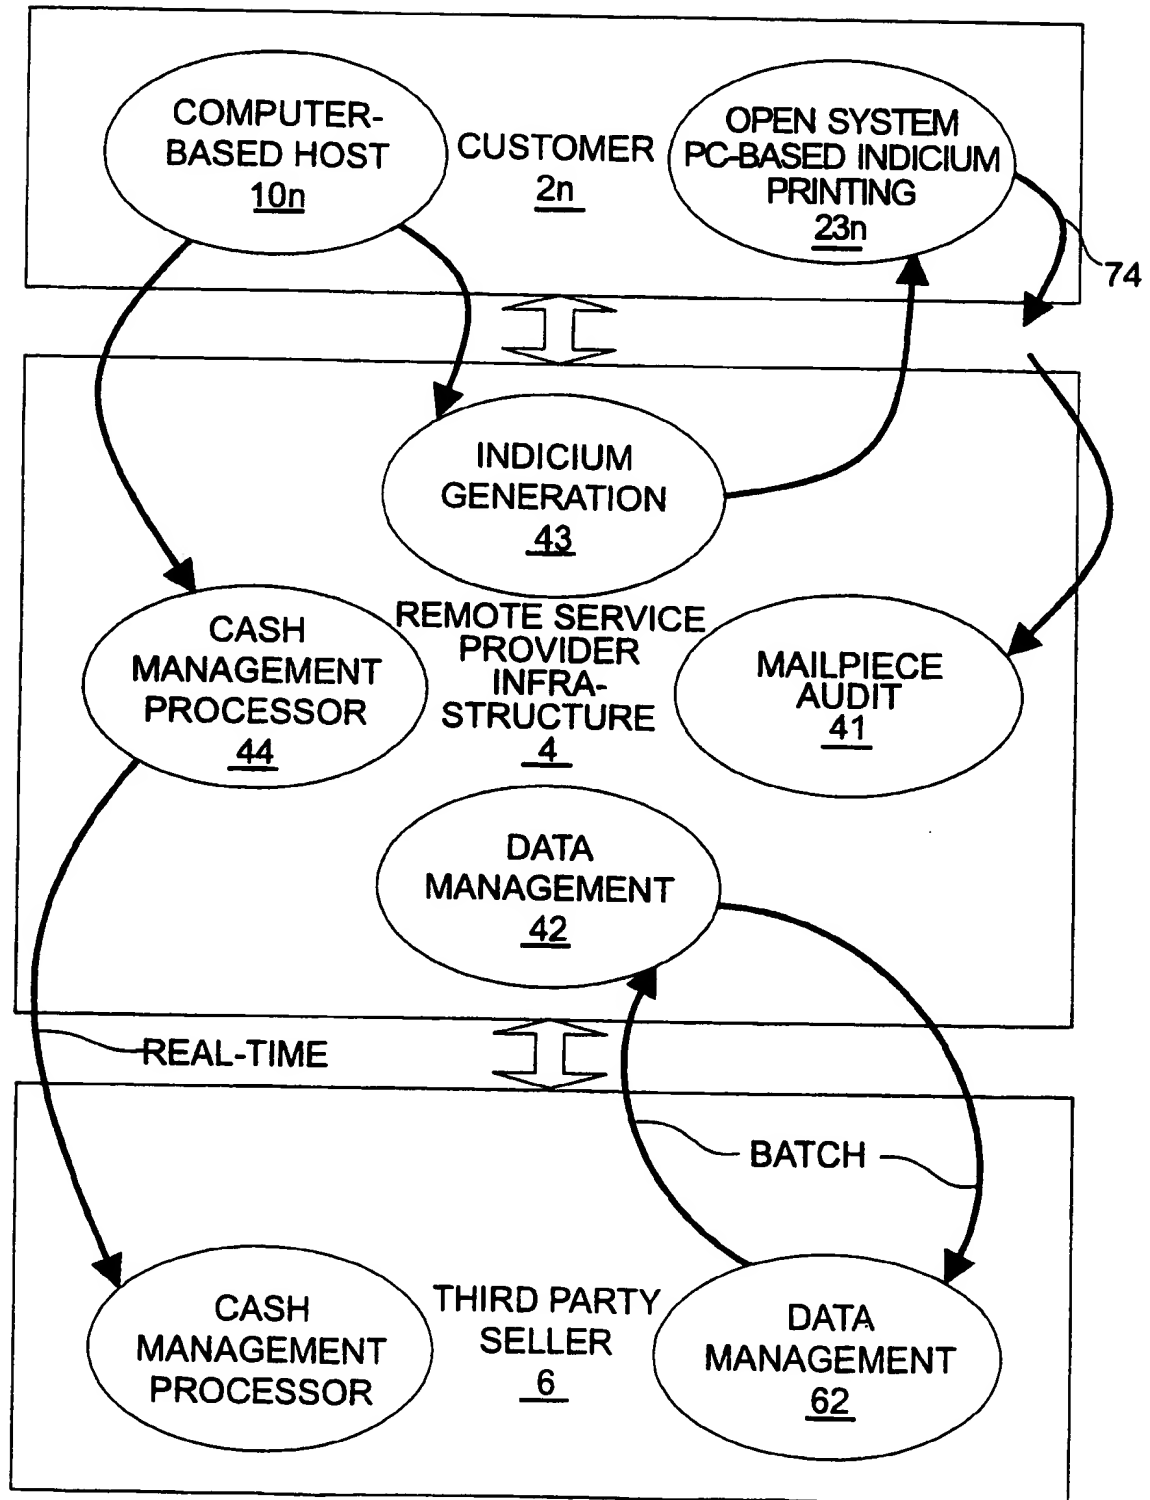 COMPUTER-
BASED HOST
10n
CUSTOMER
2n
OPEN SYSTEM
PC-BASED INDICIUM
PRINTING
23n
74
INDICIUM
GENERATION
43
CASH
MANAGEMENT
PROCESSOR
44
REMOTE SERVICE
PROVIDER
INFRA-
STRUCTURE
4
MAILPIECE
AUDIT
41
DATA
MANAGEMENT
42
REAL-TIME
BATCH
CASH
MANAGEMENT
PROCESSOR
THIRD PARTY
SELLER
6
DATA
MANAGEMENT
62